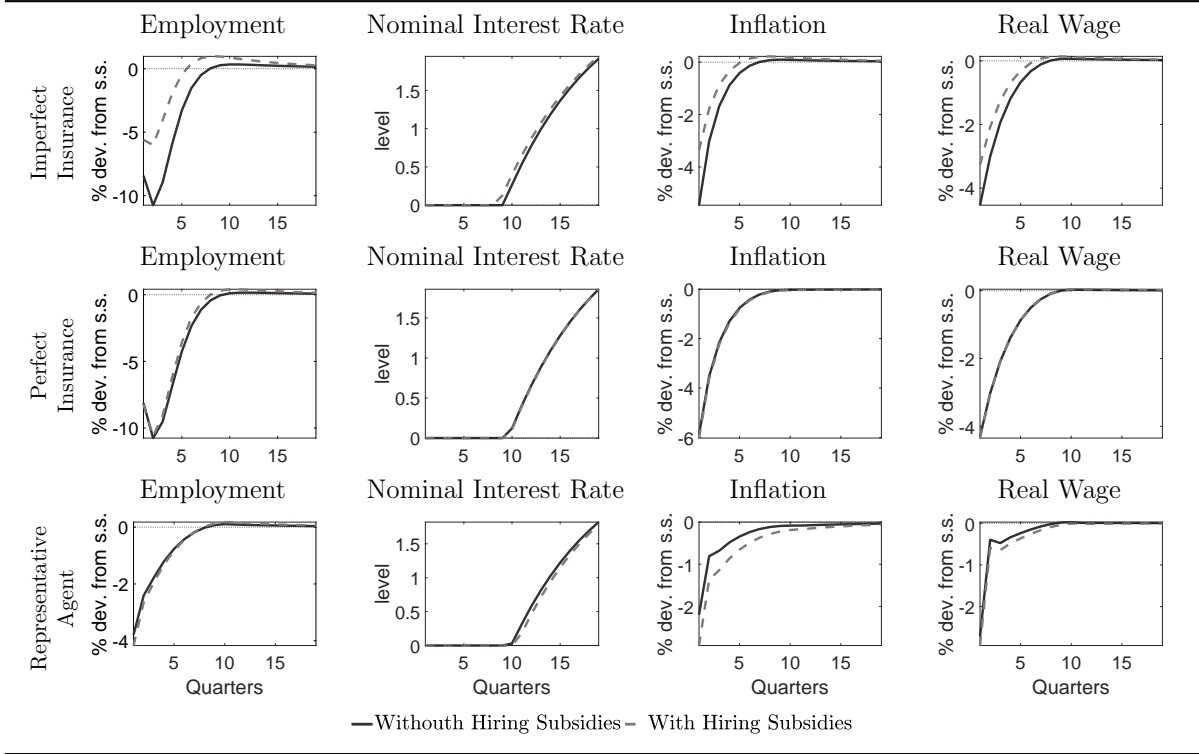 Employment Nominal Interest Rate Inflation Real Wage
Imperfect
Insurance
% dev. from s.s.
0
-5
-10
5 10 15
level
1.5
1
0.5
0
5 10 15
% dev. from s.s.
0
-2
-4
5 10 15
% dev. from s.s.
0
-2
-4
5 10 15
Employment Nominal Interest Rate Inflation Real Wage
Perfect
Insurance
% dev. from s.s.
0
-5
-10
5 10 15
level
1.5
1
0.5
0
5 10 15
% dev. from s.s.
0
-2
-4
-6
5 10 15
% dev. from s.s.
0
-2
-4
5 10 15
Employment Nominal Interest Rate Inflation Real Wage
Representative
Agent
% dev. from s.s.
0
-2
-4
5 10 15
Quarters
level
1.5
1
0.5
0
5 10 15
Quarters
% dev. from s.s.
0
-1
-2
5 10 15
Quarters
% dev. from s.s.
0
-2
5 10 15
Quarters
Withouth Hiring Subsidies With Hiring Subsidies